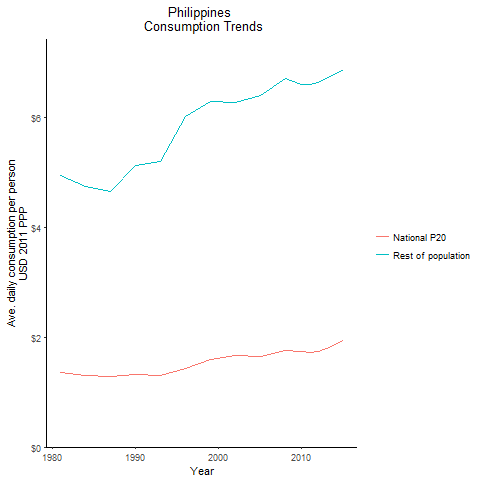 Philippines
Consumption Trends
Ave. daily consumption per person
USD 2011 PPP
$6
$4
$2
$0
1980 1990 2000 2010
Year
National P20
Rest of population